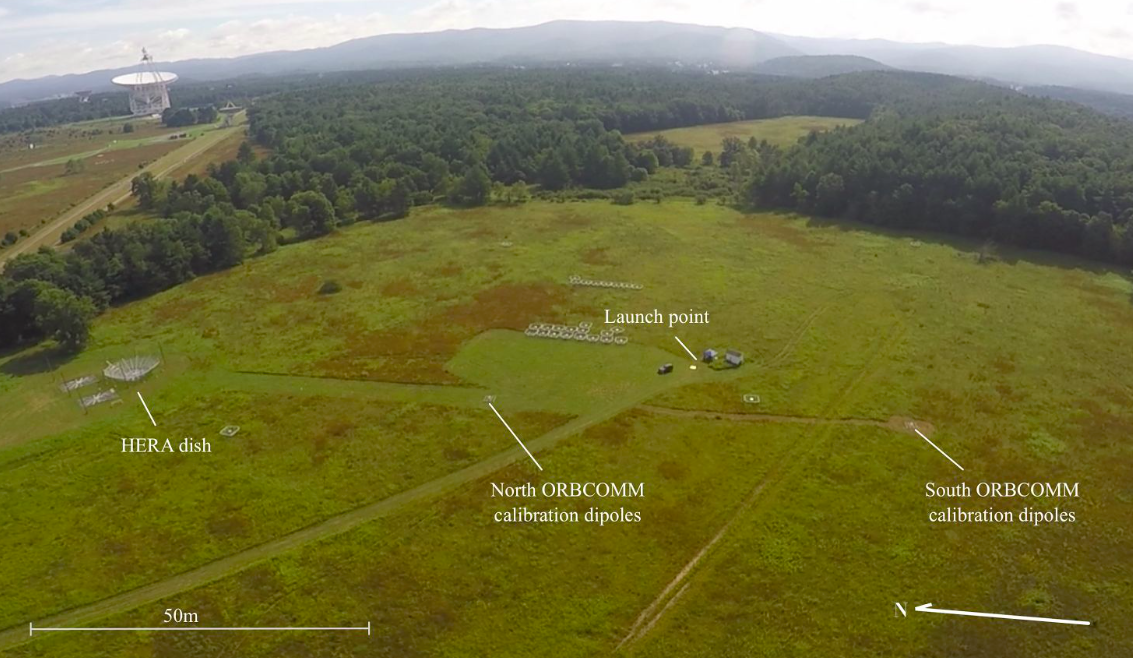 Launch point
HERA dish
North ORBCOMM
calibration dipoles
South ORBCOMM
calibration dipoles
50m
N